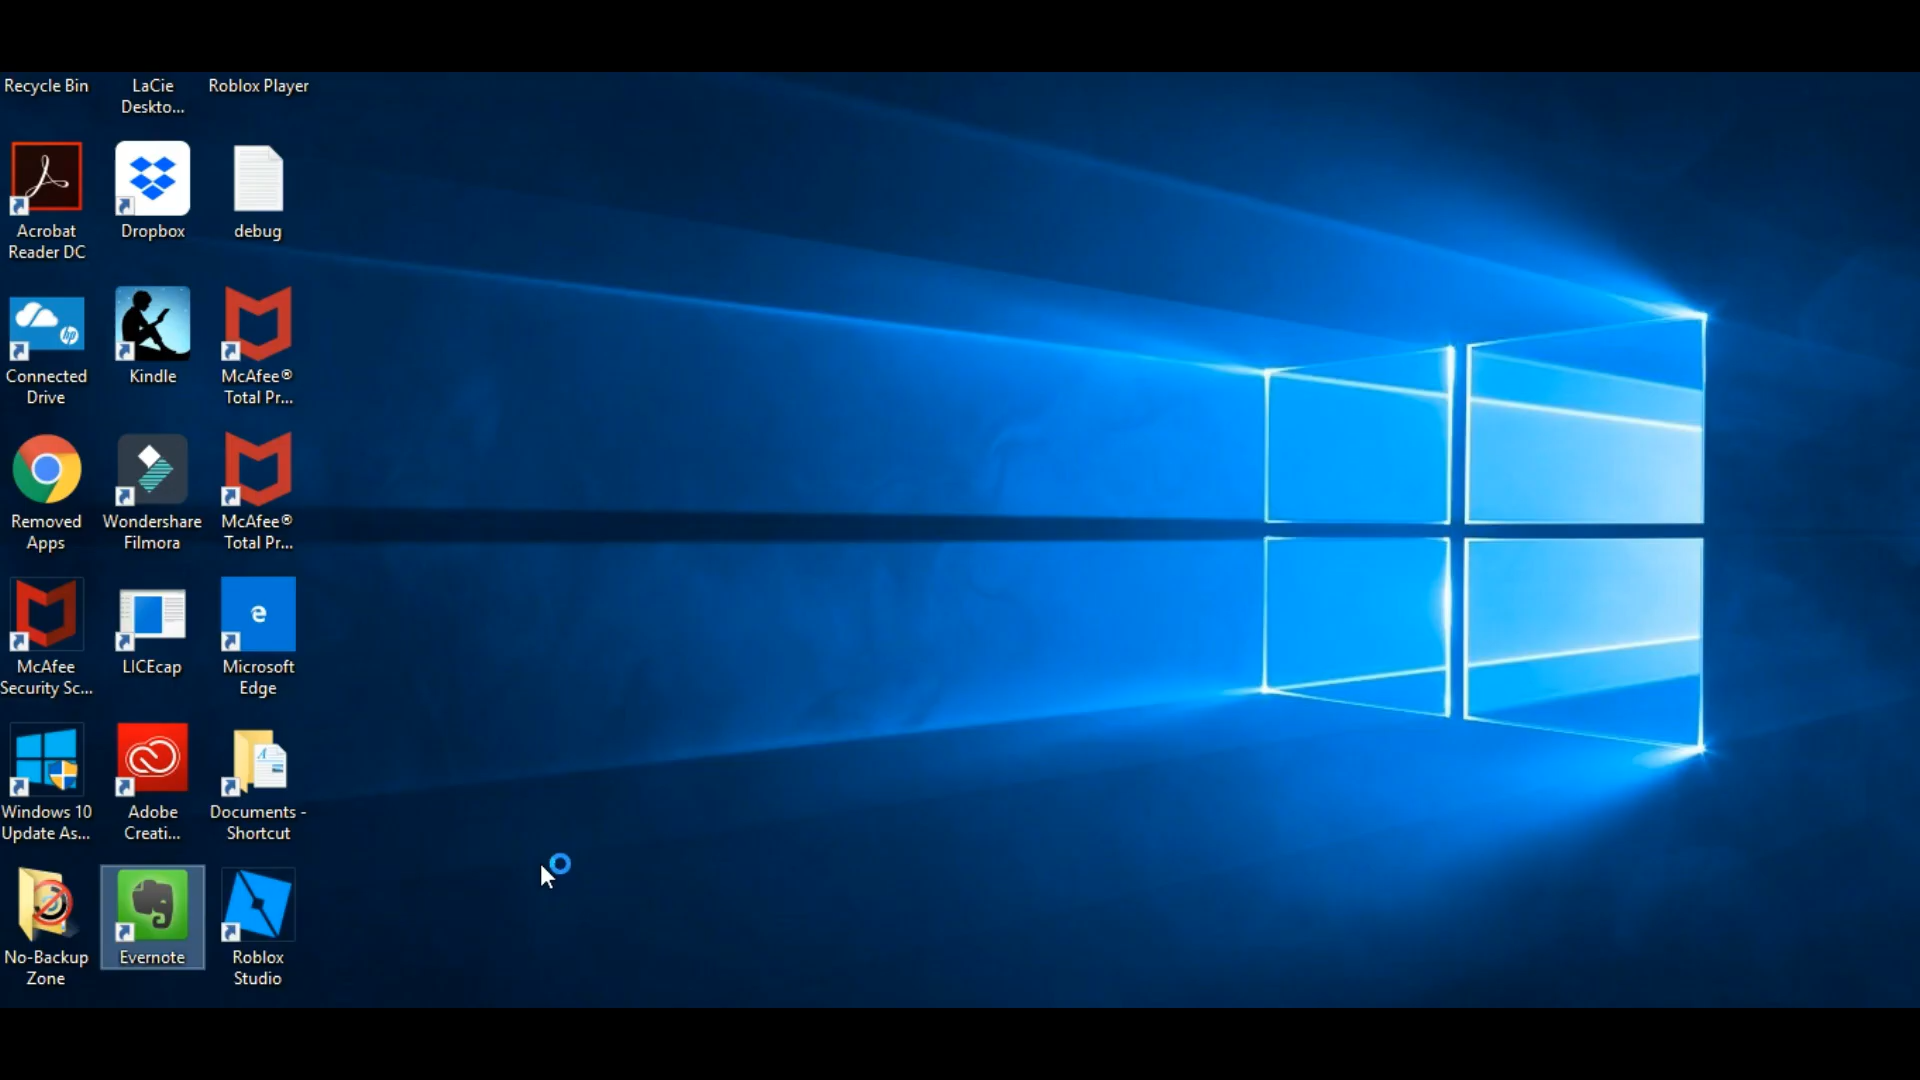 Recycle Bin
LaCie
Deskto...
Roblox Player
Acrobat
Reader DC
Dropbox
debug
Connected
Drive
Kindle
McAfee®
Total Pr...
Removed
Apps
Wondershare
Filmora
McAfee®
Total Pr...
McAfee
Security Sc...
LICEcap
Microsoft
Edge
Windows 10
Update As...
Adobe
Creati...
Documents -
Shortcut
No-Backup
Zone
Evernote
Roblox
Studio